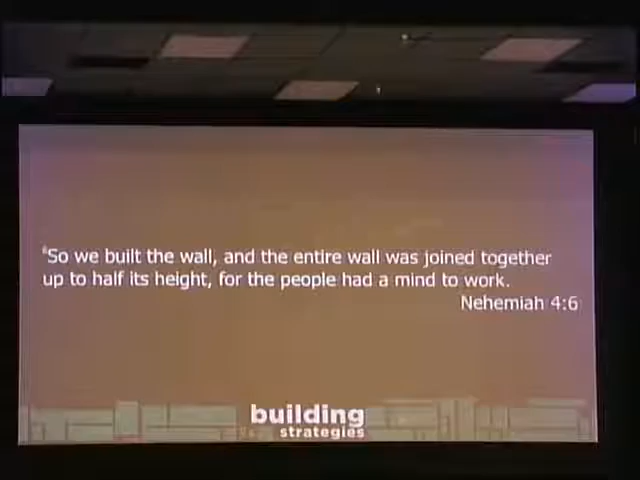 ⁶So we built the wall, and the entire wall was joined together
up to half its height, for the people had a mind to work.
Nehemiah 4:6
building
strategies